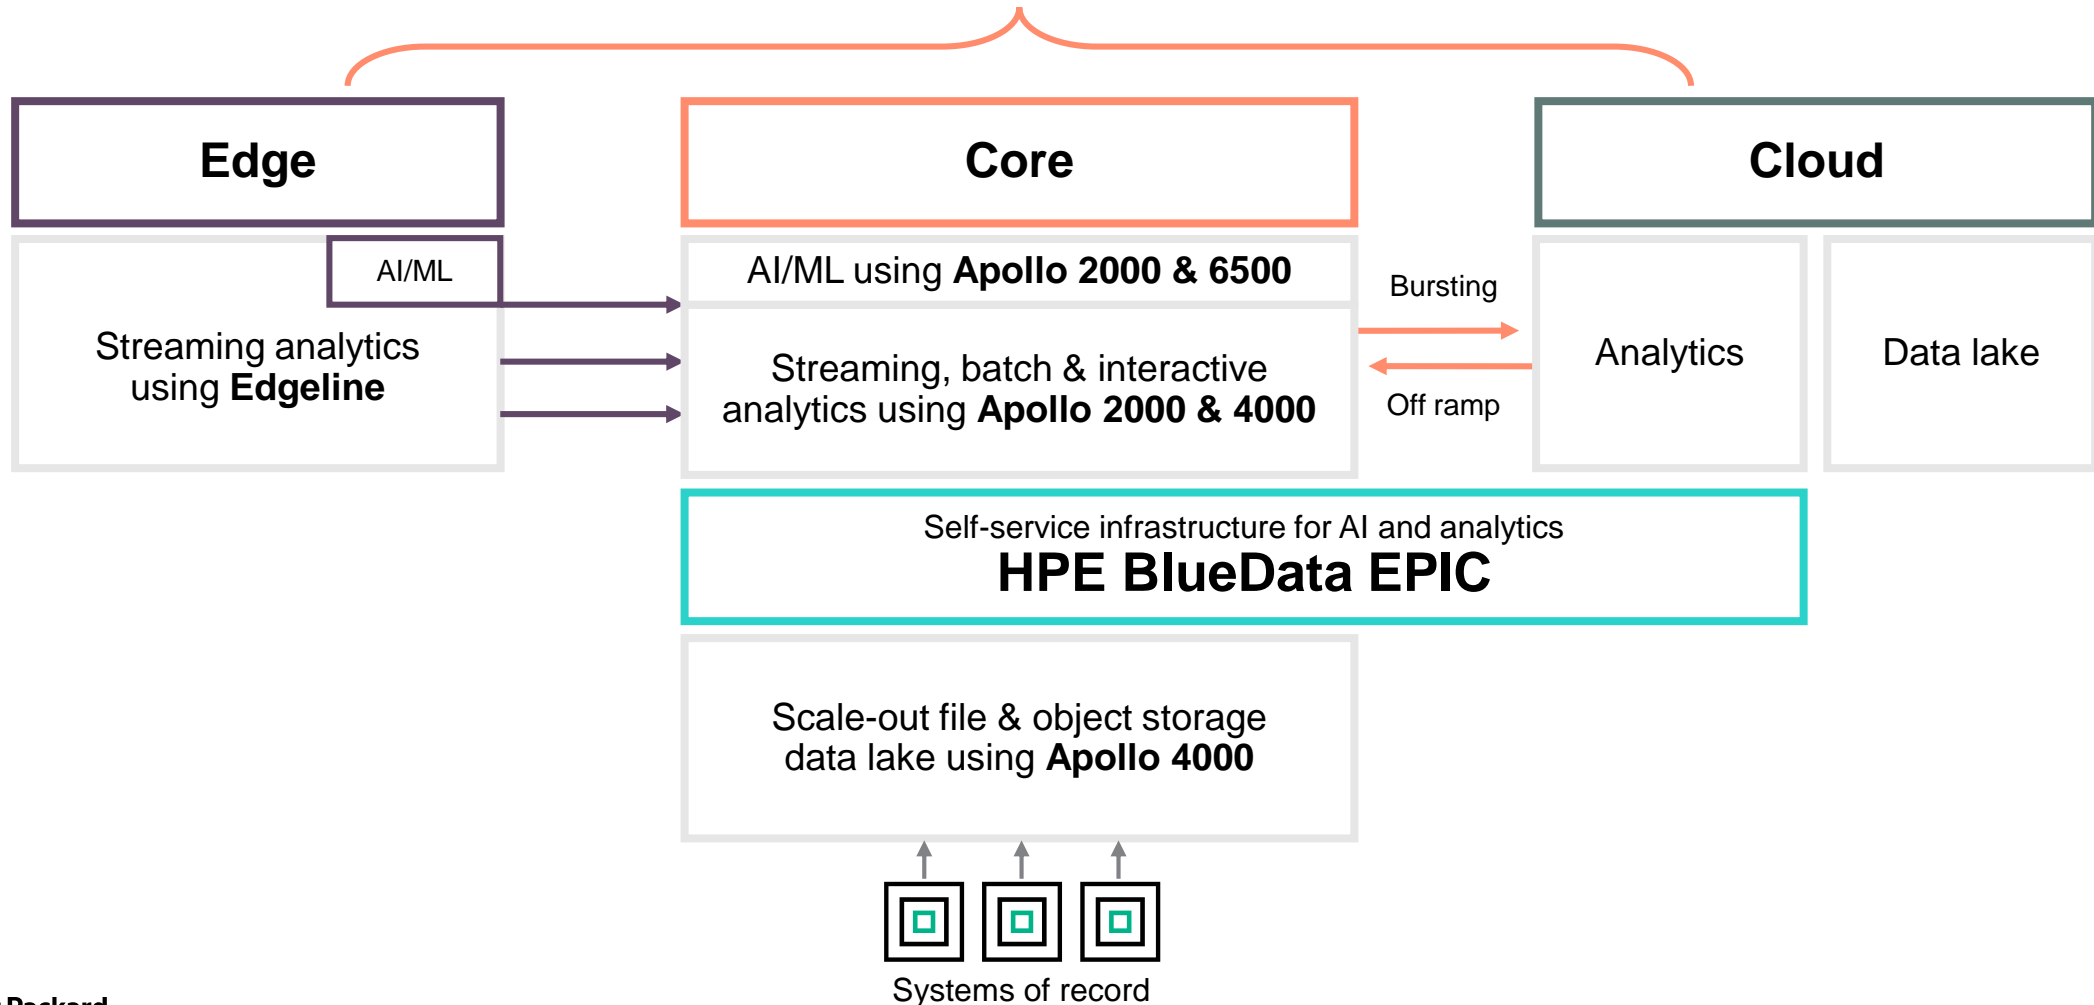 Edge
Core
Cloud
AI/ML
Streaming analytics
using Edgeline
AI/ML using Apollo 2000 & 6500
Streaming, batch & interactive
analytics using Apollo 2000 & 4000
Bursting
Off ramp
Analytics
Data lake
Self-service infrastructure for AI and analytics
HPE BlueData EPIC
Scale-out file & object storage
data lake using Apollo 4000
Systems of record
Packard